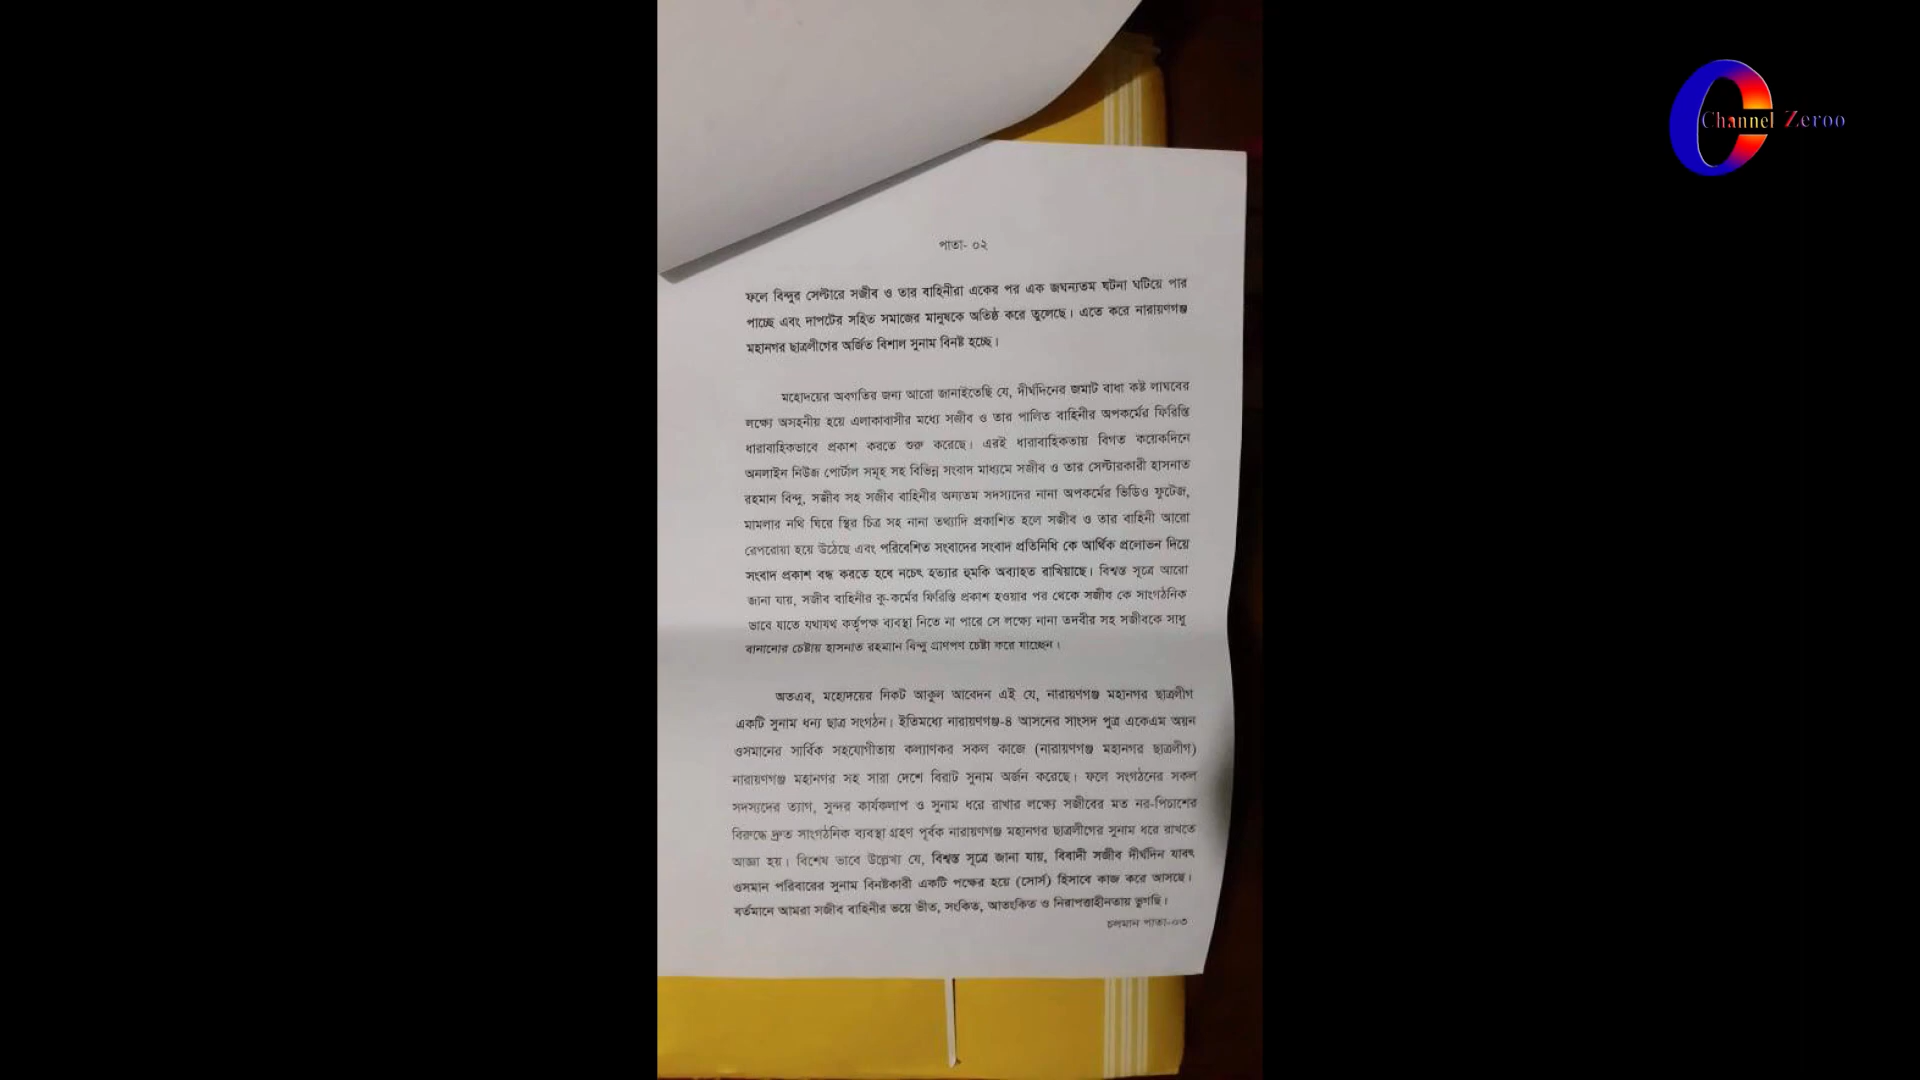 Channel Zeroo
পাতা- ০২
ফলে বিন্দুর সেল্টারে সজীব ও তার বাহিনীরা একের পর এক জঘন্যতম ঘটনা ঘটিয়ে পার
পাচ্ছে এবং দাপটের সহিত সমাজের মানুষকে অতিষ্ঠ করে তুলেছে। এতে করে নারায়ণগঞ্জ
মহানগর ছাত্রলীগের অর্জিত বিশাল সুনাম বিনষ্ট হচ্ছে।
মহোদয়ের অবগতির জন্য আরো জানাইতেছি যে, দীর্ঘদিনের জমাট বাধা কষ্ট লাঘবের
লক্ষ্যে অসহনীয় হয়ে এলাকাবাসীর মধ্যে সজীব ও তার পালিত বাহিনীর অপকর্মের ফিরিস্তি
ধারাবাহিকভাবে প্রকাশ করতে শুরু করেছে। এরই ধারাবাহিকতায় বিগত কয়েকদিনে
অনলাইন নিউজ পোর্টাল সমূহ সহ বিভিন্ন সংবাদ মাধ্যমে সজীব ও তার সেল্টারকারী হাসনাত
রহমান বিন্দু, সজীব সহ সজীব বাহিনীর অন্যতম সদস্যদের নানা অপকর্মের ভিডিও ফুটেজ,
মামলার নথি ঘিরে স্থির চিত্র সহ নানা তথ্যাদি প্রকাশিত হলে সজীব ও তার বাহিনী আরো
বেপরোয়া হয়ে উঠেছে এবং পরিবেশিত সংবাদের সংবাদ প্রতিনিধি কে আর্থিক প্রলোভন দিয়ে
সংবাদ প্রকাশ বন্ধ করতে হবে নচেৎ হত্যার হুমকি অব্যাহত রাখিয়াছে। বিশ্বস্ত সূত্রে আরো
জানা যায়, সজীব বাহিনীর কু-কর্মের ফিরিস্তি প্রকাশ হওয়ার পর থেকে সজীব কে সাংগঠনিক
ভাবে যাতে যথাযথ কর্তৃপক্ষ ব্যবস্থা নিতে না পারে সে লক্ষ্যে নানা তদবীর সহ সজীবকে সাধু
বানানোর চেষ্টায় হাসনাত রহমান বিন্দু প্রাণপণ চেষ্টা করে যাচ্ছেন।
অতএব, মহোদয়ের নিকট আকুল আবেদন এই যে, নারায়ণগঞ্জ মহানগর ছাত্রলীগ
একটি সুনাম ধন্য ছাত্র সংগঠন। ইতিমধ্যে নারায়ণগঞ্জ-৪ আসনের সাংসদ পুত্র একেএম অয়ন
ওসমানের সার্বিক সহযোগীতায় কল্যাণকর সকল কাজে (নারায়ণগঞ্জ মহানগর ছাত্রলীগ)
নারায়ণগঞ্জ মহানগর সহ সারা দেশে বিরাট সুনাম অর্জন করেছে। ফলে সংগঠনের সকল
সদস্যদের ত্যাগ, সুন্দর কার্যকলাপ ও সুনাম ধরে রাখার লক্ষ্যে সজীবের মত নর-পিচাশের
বিরুদ্ধে দ্রুত সাংগঠনিক ব্যবস্থা গ্রহণ পূর্বক নারায়ণগঞ্জ মহানগর ছাত্রলীগের সুনাম ধরে রাখতে
আজ্ঞা হয়। বিশেষ ভাবে উল্লেখ্য যে, বিশ্বস্ত সূত্রে জানা যায়, বিবাদী সজীব দীর্ঘদিন যাবৎ
ওসমান পরিবারের সুনাম বিনষ্টকারী একটি পক্ষের হয়ে (সোর্স) হিসাবে কাজ করে আসছে।
বর্তমানে আমরা সজীব বাহিনীর ভয়ে ভীত, সংকিত, আতংকিত ও নিরাপত্তাহীনতায় ভুগছি।
চলমান পাতা-০৩